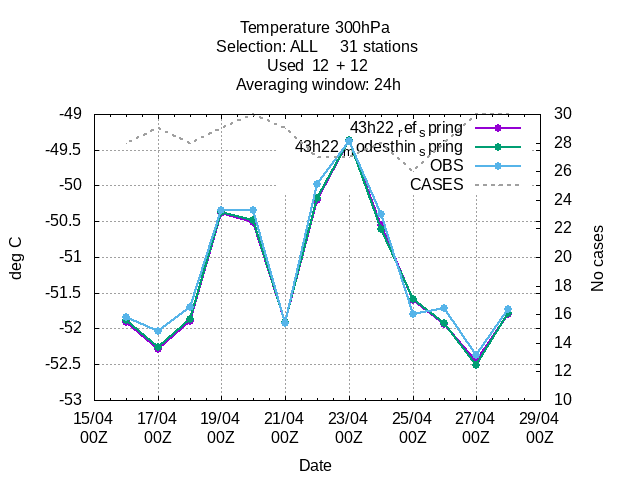 Temperature 300hPa
Selection: ALL 31 stations
Used 12 + 12
Averaging window: 24h
43h22_ref_spring
43h22_modesthin_spring
OBS
CASES
-49
-49.5
-50
-50.5
-51
-51.5
-52
-52.5
-53
30
28
26
24
22
20
18
16
14
12
10
deg C
No cases
15/04 17/04 19/04 21/04 23/04 25/04 27/04 29/04
00Z 00Z 00Z 00Z 00Z 00Z 00Z 00Z
Date